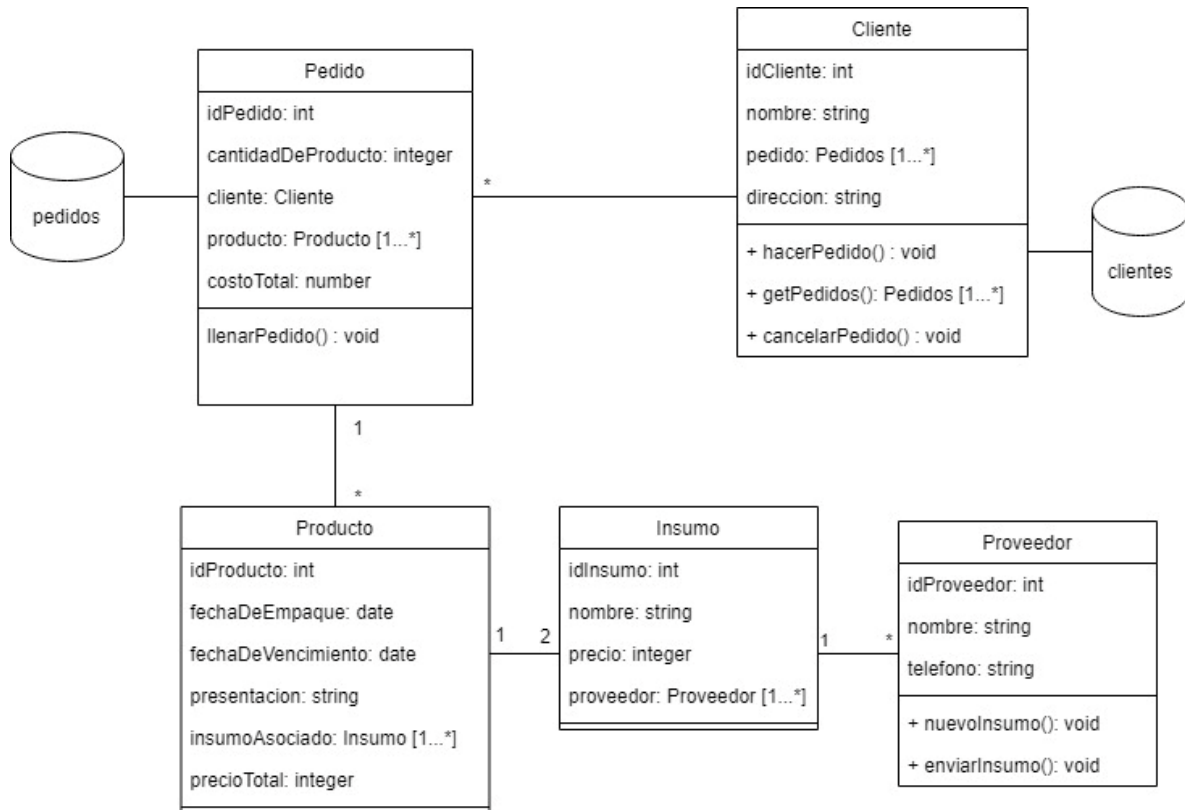 Pedido
idPedido: int
cantidadDeProducto: integer
cliente: Cliente
producto: Producto [1...*]
costoTotal: number
llenarPedido() : void
pedidos
*
Cliente
idCliente: int
nombre: string
pedido: Pedidos [1...*]
direccion: string
+ hacerPedido() : void
+ getPedidos(): Pedidos [1...*]
+ cancelarPedido() : void
clientes
1
*
Producto
idProducto: int
fechaDeEmpaque: date
fechaDeVencimiento: date
presentacion: string
insumoAsociado: Insumo [1...*]
precioTotal: integer
1
2
Insumo
idInsumo: int
nombre: string
precio: integer
proveedor: Proveedor [1...*]
1
*
Proveedor
idProveedor: int
nombre: string
telefono: string
+ nuevoInsumo(): void
+ enviarInsumo(): void